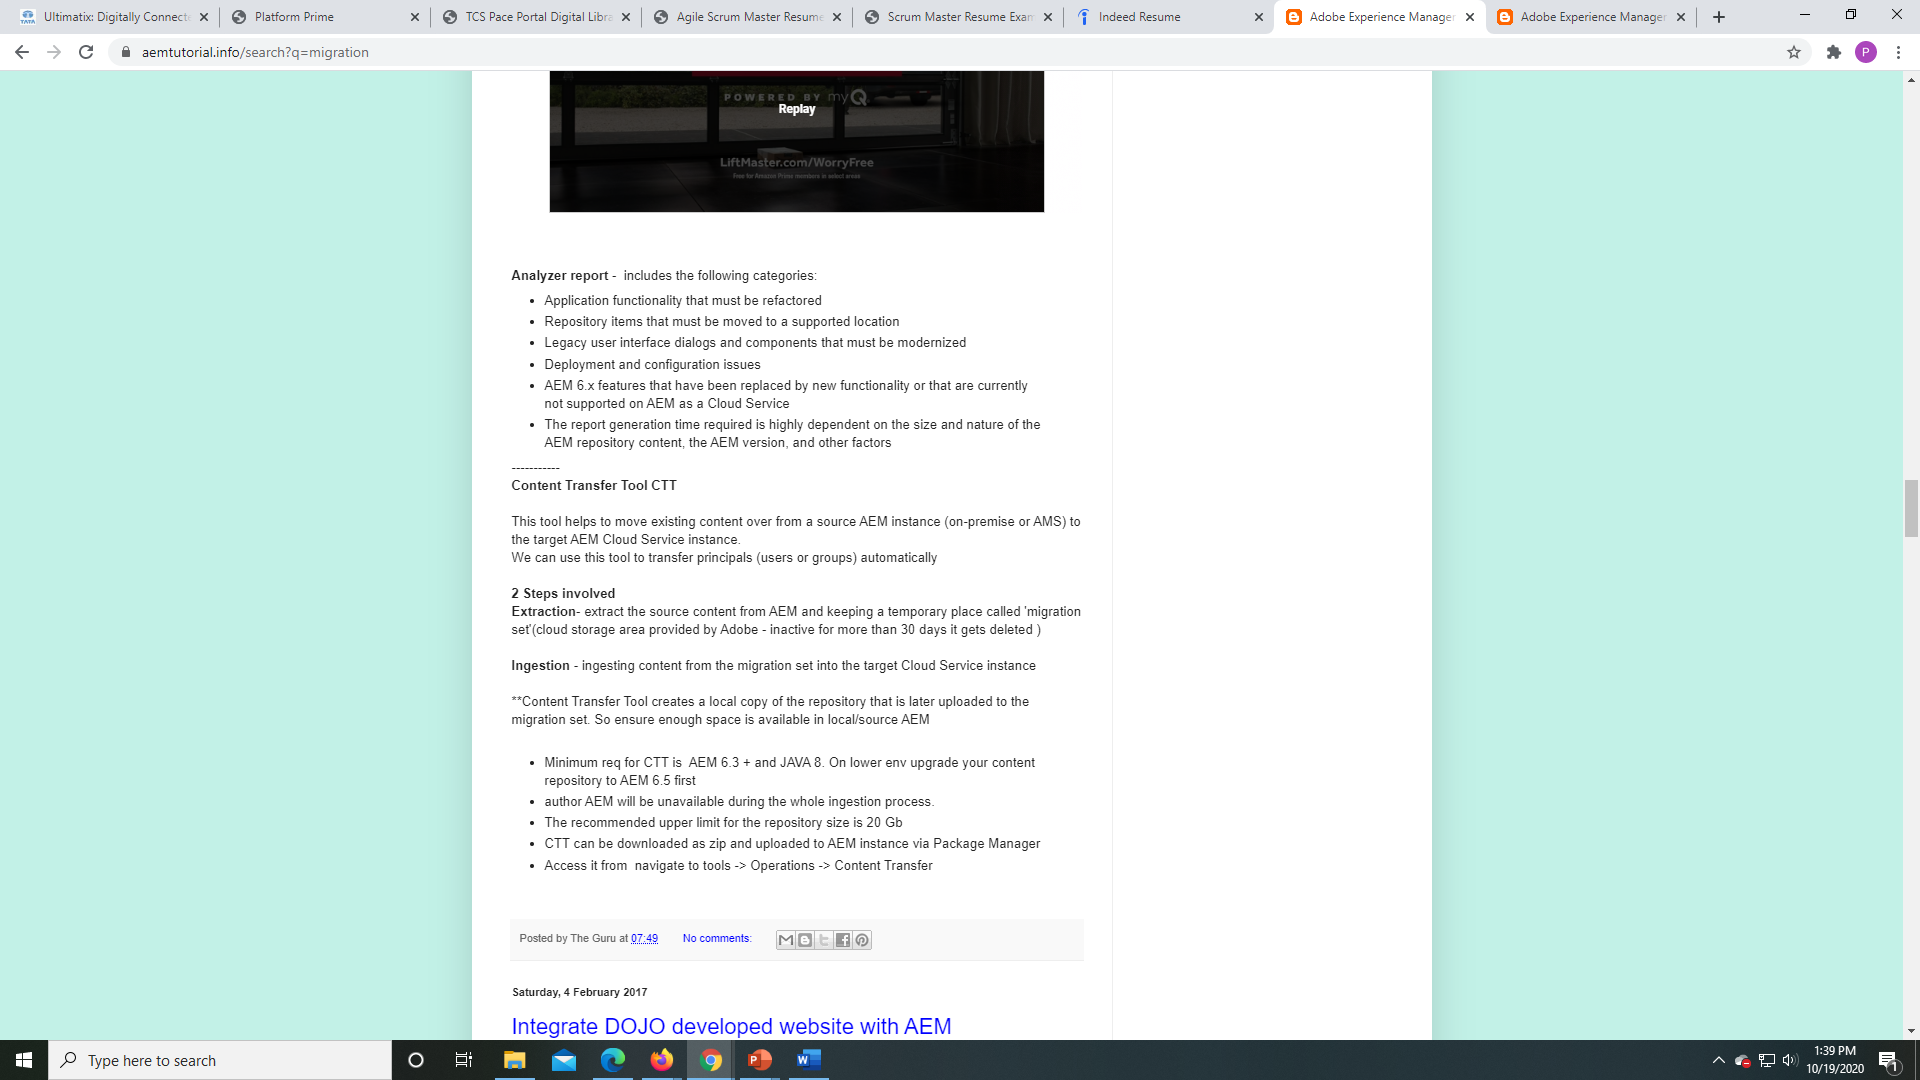 Ultimatix: Digitally Connecte
Platform Prime
TCS Pace Portal Digital Libra
Agile Scrum Master Resume
Scrum Master Resume Exan
Indeed Resume
Adobe Experience Manager
Adobe Experience Manager
aemtutorial.info/search?q=migration
P
POWERED BY myQ
Replay
LiftMaster.com/WorryFree
Free for Amazon Prime members in select areas
Analyzer report - includes the following categories:
• Application functionality that must be refactored
• Repository items that must be moved to a supported location
• Legacy user interface dialogs and components that must be modernized
• Deployment and configuration issues
• AEM 6.x features that have been replaced by new functionality or that are currently
not supported on AEM as a Cloud Service
• The report generation time required is highly dependent on the size and nature of the
AEM repository content, the AEM version, and other factors
-----------
Content Transfer Tool CTT
This tool helps to move existing content over from a source AEM instance (on-premise or AMS) to
the target AEM Cloud Service instance.
We can use this tool to transfer principals (users or groups) automatically
2 Steps involved
Extraction- extract the source content from AEM and keeping a temporary place called 'migration
set'(cloud storage area provided by Adobe - inactive for more than 30 days it gets deleted )
Ingestion - ingesting content from the migration set into the target Cloud Service instance
**Content Transfer Tool creates a local copy of the repository that is later uploaded to the
migration set. So ensure enough space is available in local/source AEM
• Minimum req for CTT is AEM 6.3 + and JAVA 8. On lower env upgrade your content
repository to AEM 6.5 first
• author AEM will be unavailable during the whole ingestion process.
• The recommended upper limit for the repository size is 20 Gb
• CTT can be downloaded as zip and uploaded to AEM instance via Package Manager
• Access it from navigate to tools -> Operations -> Content Transfer
Posted by The Guru at 07:49 No comments:
Saturday, 4 February 2017
Integrate DOJO developed website with AEM
Type here to search
1:39 PM
10/19/2020
1